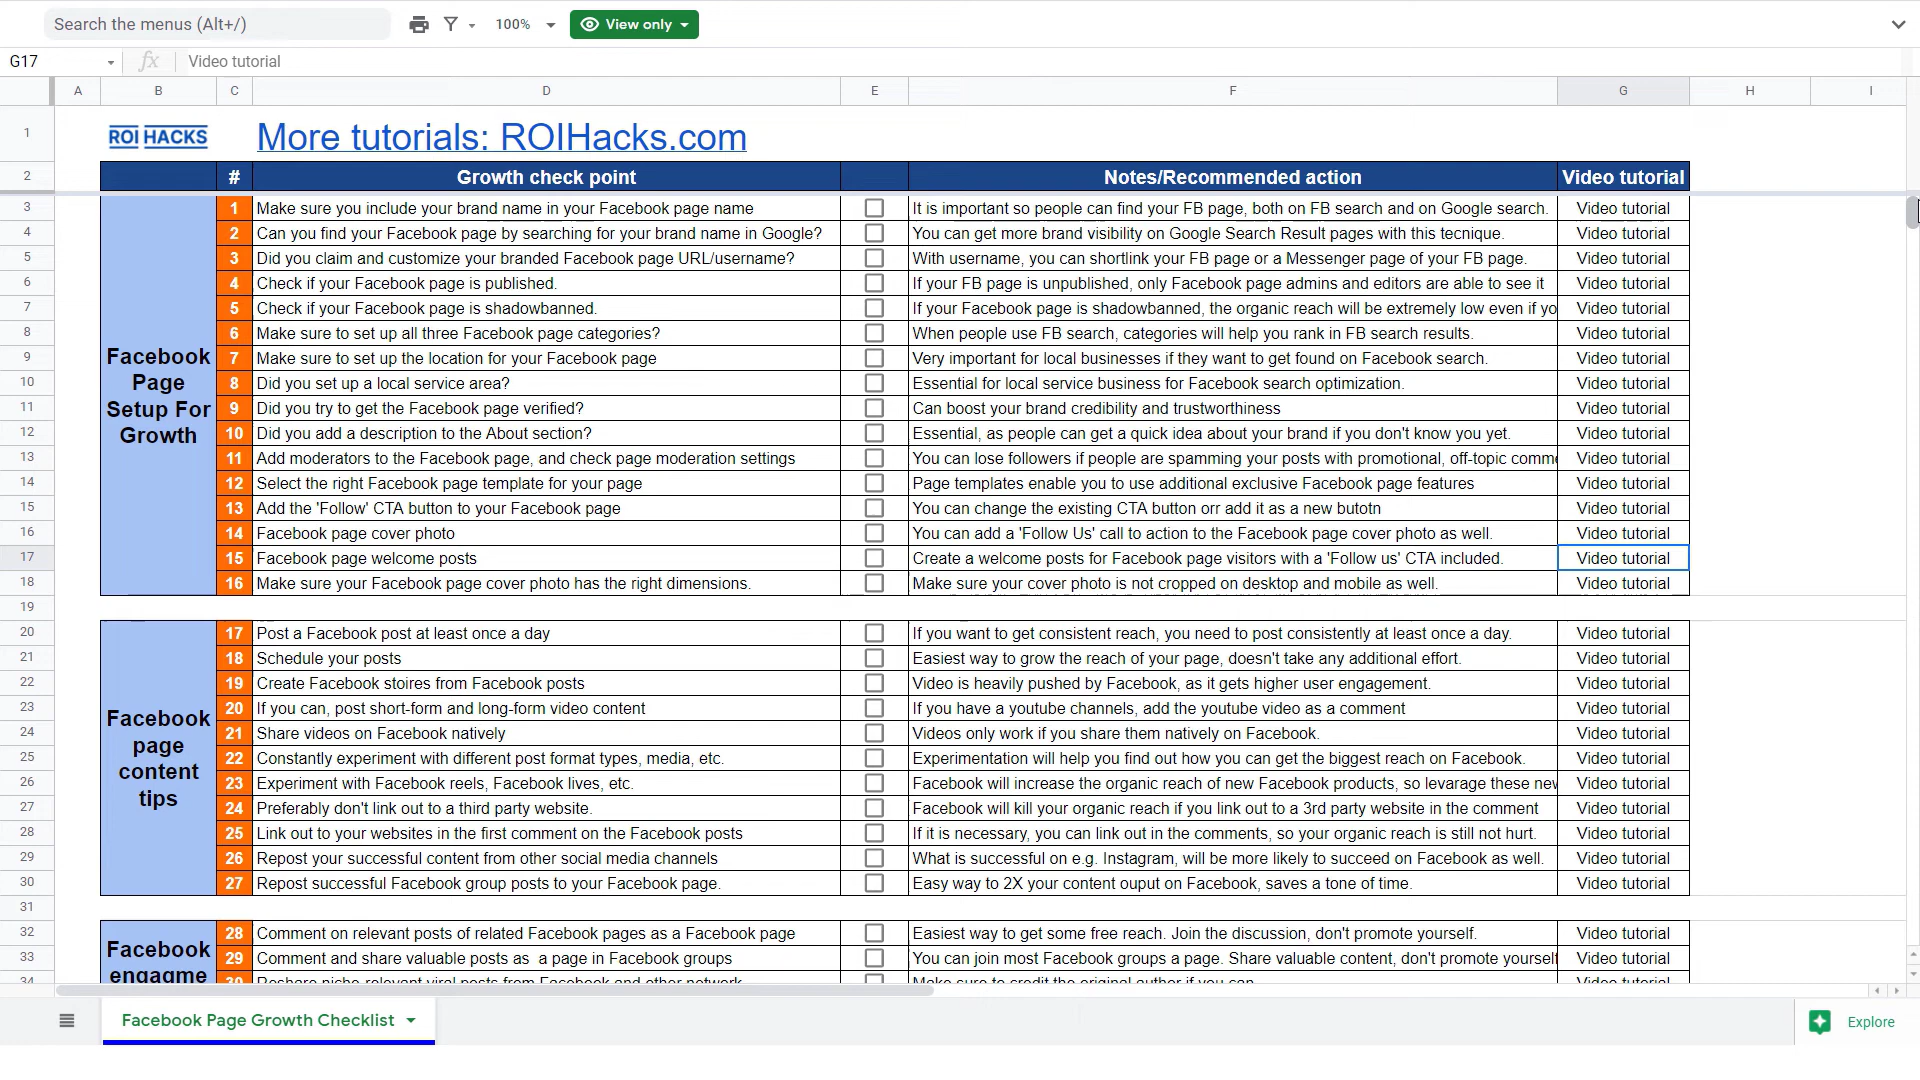 Search the menus (Alt+/)
100%
View only
G17
fx
Video tutorial
A B C D E F G H I
1 ROI HACKS More tutorials: ROIHacks.com
2 # Growth check point Notes/Recommended action Video tutorial
Facebook Page Setup For Growth
3 1 Make sure you include your brand name in your Facebook page name It is important so people can find your FB page, both on FB search and on Google search. Video tutorial
4 2 Can you find your Facebook page by searching for your brand name in Google? You can get more brand visibility on Google Search Result pages with this tecnique. Video tutorial
5 3 Did you claim and customize your branded Facebook page URL/username? With username, you can shortlink your FB page or a Messenger page of your FB page. Video tutorial
6 4 Check if your Facebook page is published. If your FB page is unpublished, only Facebook page admins and editors are able to see it Video tutorial
7 5 Check if your Facebook page is shadowbanned. If your Facebook page is shadowbanned, the organic reach will be extremely low even if yo Video tutorial
8 6 Make sure to set up all three Facebook page categories? When people use FB search, categories will help you rank in FB search results. Video tutorial
9 7 Make sure to set up the location for your Facebook page Very important for local businesses if they want to get found on Facebook search. Video tutorial
10 8 Did you set up a local service area? Essential for local service business for Facebook search optimization. Video tutorial
11 9 Did you try to get the Facebook page verified? Can boost your brand credibility and trustworthiness Video tutorial
12 10 Did you add a description to the About section? Essential, as people can get a quick idea about your brand if you don't know you yet. Video tutorial
13 11 Add moderators to the Facebook page, and check page moderation settings You can lose followers if people are spamming your posts with promotional, off-topic comme Video tutorial
14 12 Select the right Facebook page template for your page Page templates enable you to use additional exclusive Facebook page features Video tutorial
15 13 Add the 'Follow' CTA button to your Facebook page You can change the existing CTA button orr add it as a new butotn Video tutorial
16 14 Facebook page cover photo You can add a 'Follow Us' call to action to the Facebook page cover photo as well. Video tutorial
17 15 Facebook page welcome posts Create a welcome posts for Facebook page visitors with a 'Follow us' CTA included. Video tutorial
18 16 Make sure your Facebook page cover photo has the right dimensions. Make sure your cover photo is not cropped on desktop and mobile as well. Video tutorial
19
Facebook page content tips
20 17 Post a Facebook post at least once a day If you want to get consistent reach, you need to post consistently at least once a day. Video tutorial
21 18 Schedule your posts Easiest way to grow the reach of your page, doesn't take any additional effort. Video tutorial
22 19 Create Facebook stoires from Facebook posts Video is heavily pushed by Facebook, as it gets higher user engagement. Video tutorial
23 20 If you can, post short-form and long-form video content If you have a youtube channels, add the youtube video as a comment Video tutorial
24 21 Share videos on Facebook natively Videos only work if you share them natively on Facebook. Video tutorial
25 22 Constantly experiment with different post format types, media, etc. Experimentation will help you find out how you can get the biggest reach on Facebook. Video tutorial
26 23 Experiment with Facebook reels, Facebook lives, etc. Facebook will increase the organic reach of new Facebook products, so levarage these new Video tutorial
27 24 Preferably don't link out to a third party website. Facebook will kill your organic reach if you link out to a 3rd party website in the comment Video tutorial
28 25 Link out to your websites in the first comment on the Facebook posts If it is necessary, you can link out in the comments, so your organic reach is still not hurt. Video tutorial
29 26 Repost your successful content from other social media channels What is successful on e.g. Instagram, will be more likely to succeed on Facebook as well. Video tutorial
30 27 Repost successful Facebook group posts to your Facebook page. Easy way to 2X your content ouput on Facebook, saves a tone of time. Video tutorial
31
Facebook engagme
32 28 Comment on relevant posts of related Facebook pages as a Facebook page Easiest way to get some free reach. Join the discussion, don't promote yourself. Video tutorial
33 29 Comment and share valuable posts as a page in Facebook groups You can join most Facebook groups a page. Share valuable content, don't promote yourself Video tutorial
34 30 Reshare niche-relevant viral posts from Facebook and other network Make sure to credit the original author if you can Video tutorial
Facebook Page Growth Checklist
Explore